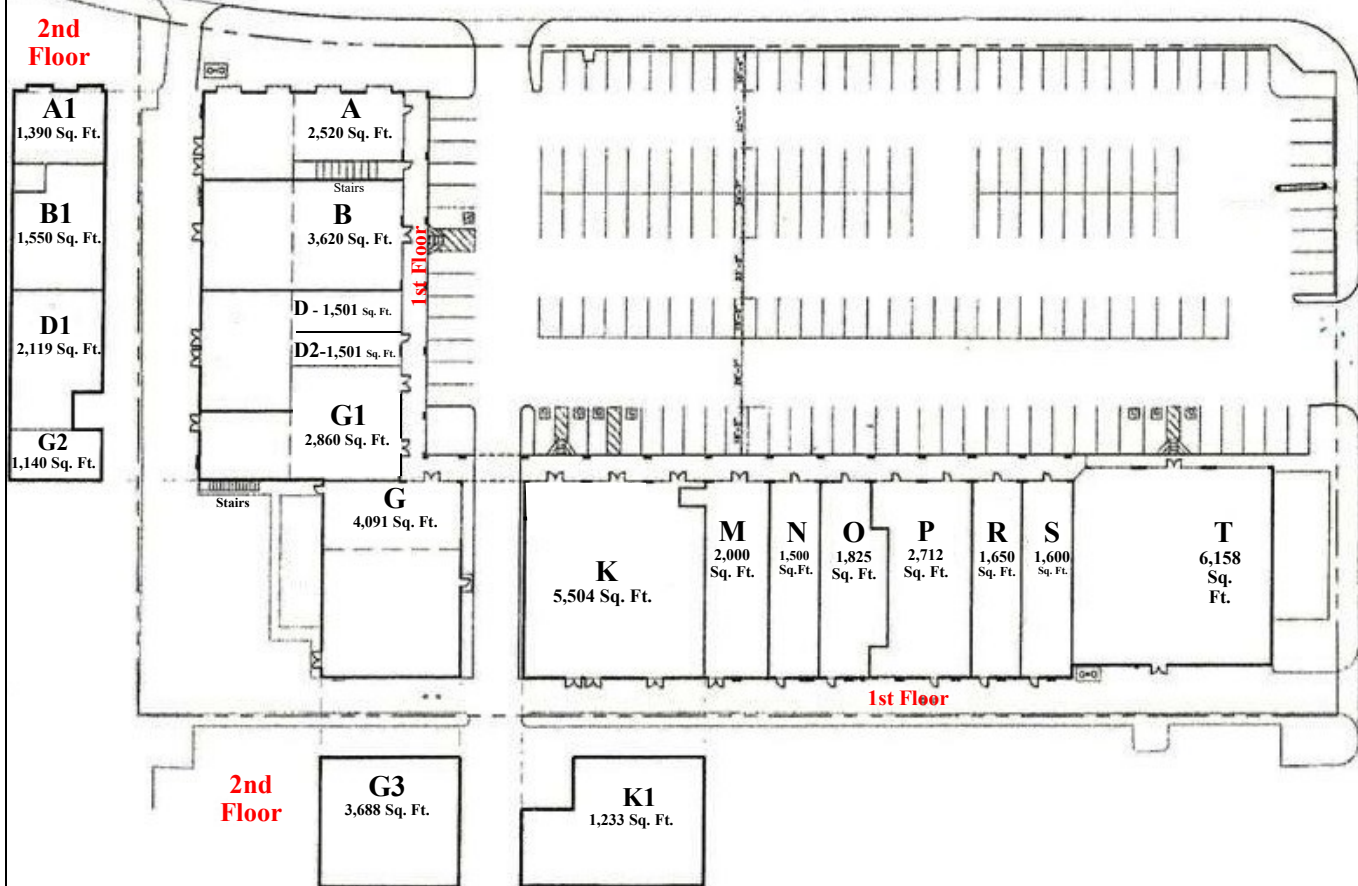 2nd
Floor
A1
1,390 Sq. Ft.
B1
1,550 Sq. Ft.
D1
2,119 Sq. Ft.
G2
1,140 Sq. Ft.
A
2,520 Sq. Ft.
Stairs
B
3,620 Sq. Ft.
1st Floor
D - 1,501 Sq. Ft.
D2-1,501 Sq. Ft.
G1
2,860 Sq. Ft.
Stairs
G
4,091 Sq. Ft.
K
5,504 Sq. Ft.
M
2,000
Sq. Ft.
N
1,500
Sq.Ft.
O
1,825
Sq. Ft.
P
2,712
Sq. Ft.
R
1,650
Sq. Ft.
S
1,600
Sq. Ft.
T
6,158
Sq.
Ft.
1st Floor
2nd
Floor
G3
3,688 Sq. Ft.
K1
1,233 Sq. Ft.